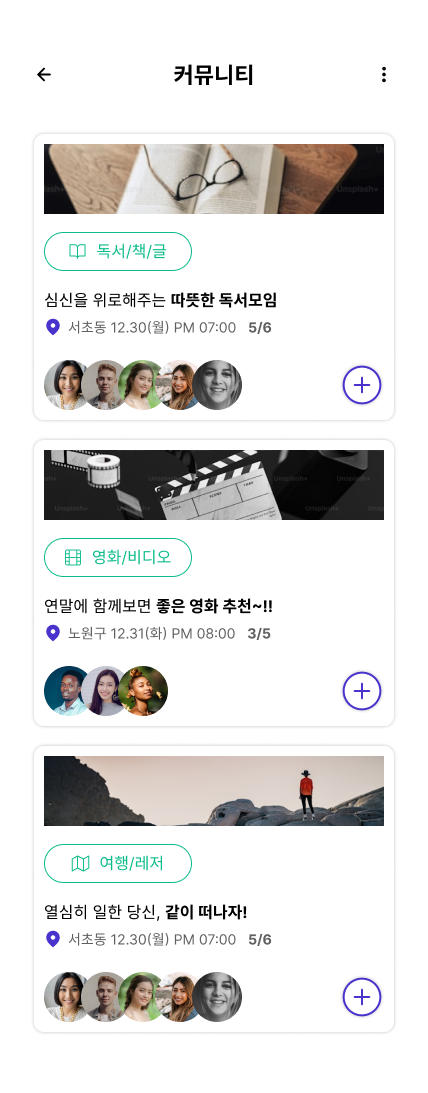 커뮤니티
Unsplash+
독서/책/글
심신을 위로해주는 따뜻한 독서모임
서초동 12.30(월) PM 07:00 5/6
Unsplash+
영화/비디오
연말에 함께보면 좋은 영화 추천~!!
노원구 12.31(화) PM 08:00 3/5
여행/레저
열심히 일한 당신, 같이 떠나자!
서초동 12.30(월) PM 07:00 5/6